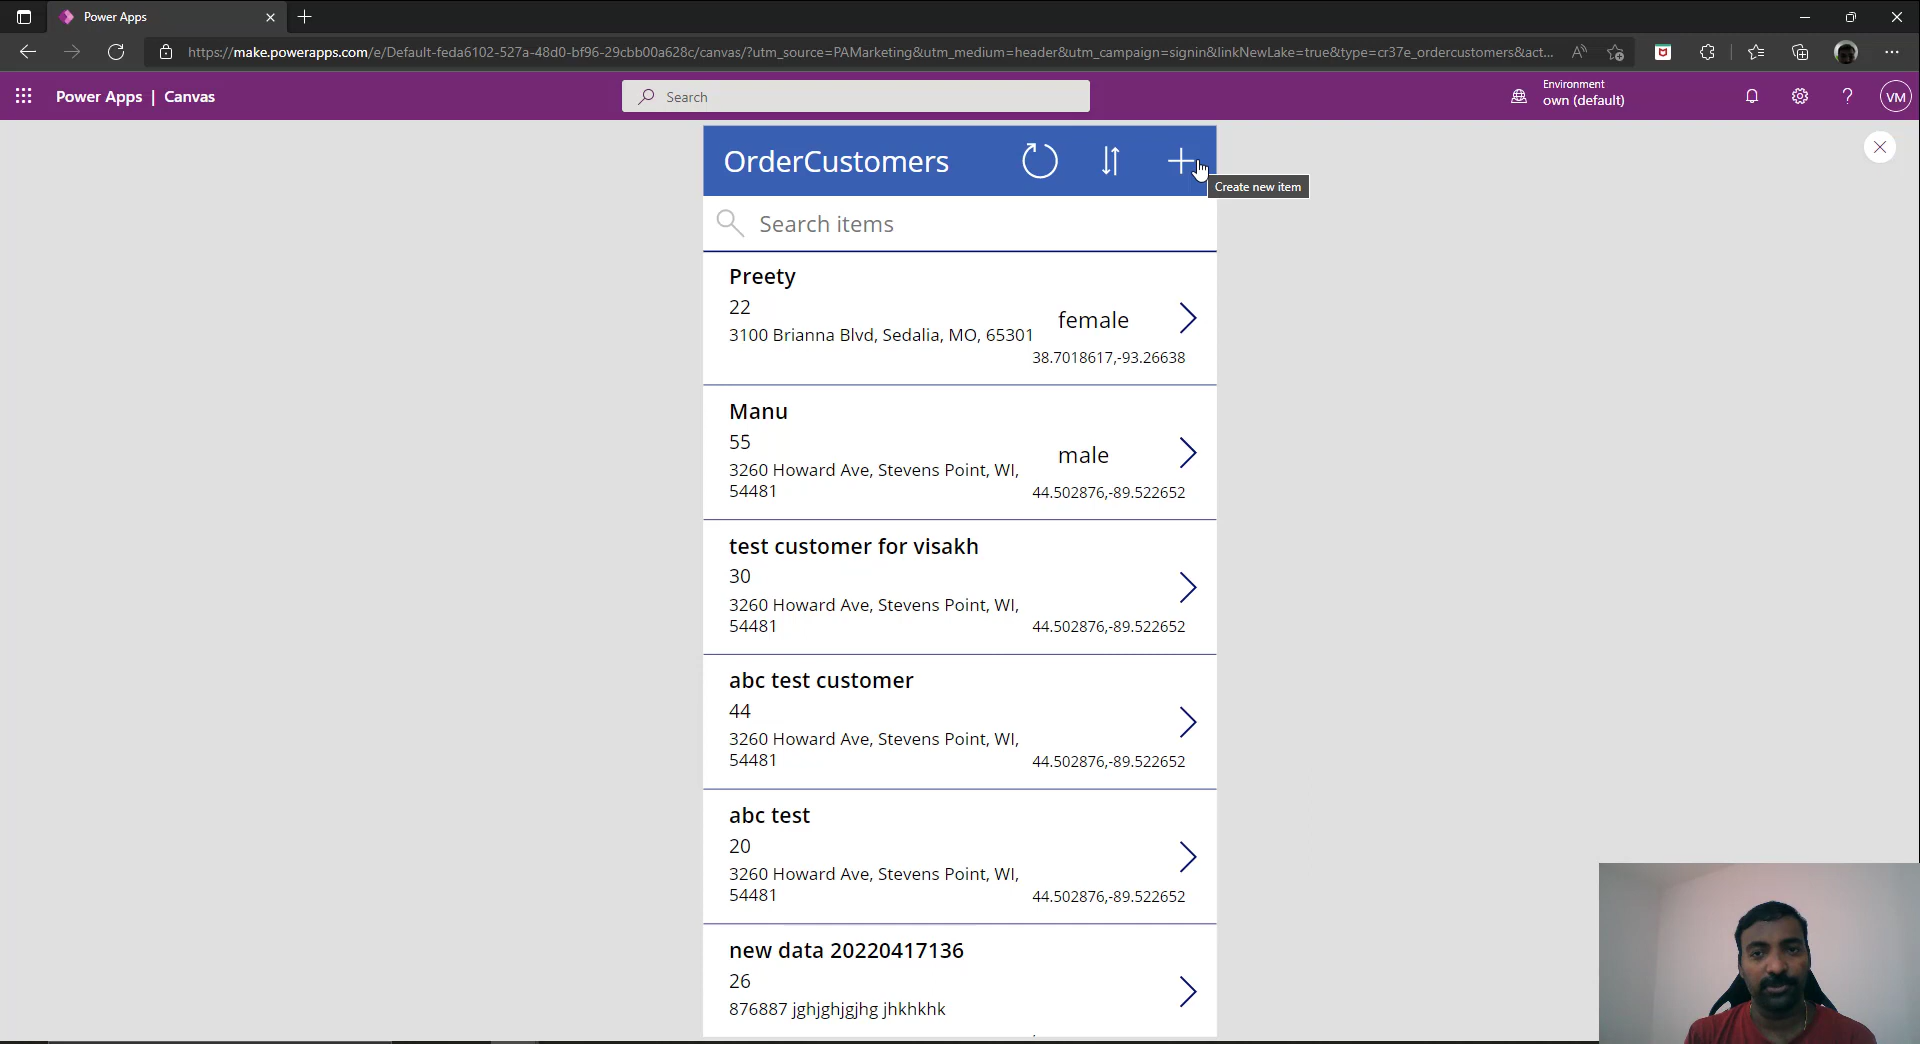 Power Apps
https://make.powerapps.com/e/Default-feda6102-527a-48d0-bf96-29cbb00a628c/canvas/?utm_source=PAMarketing&utm_medium=header&utm_campaign=signin&linkNewLake=true&type=cr37e_ordercustomers&act...
Power Apps | Canvas
Search
Environment
own (default)
VM
OrderCustomers
Create new item
Search items
Preety
22
3100 Brianna Blvd, Sedalia, MO, 65301
female
38.7018617,-93.26638
Manu
55
3260 Howard Ave, Stevens Point, WI,
54481
male
44.502876,-89.522652
test customer for visakh
30
3260 Howard Ave, Stevens Point, WI,
54481
44.502876,-89.522652
abc test customer
44
3260 Howard Ave, Stevens Point, WI,
54481
44.502876,-89.522652
abc test
20
3260 Howard Ave, Stevens Point, WI,
54481
44.502876,-89.522652
new data 20220417136
26
876887 jghjghjgjhg jhkhkhk